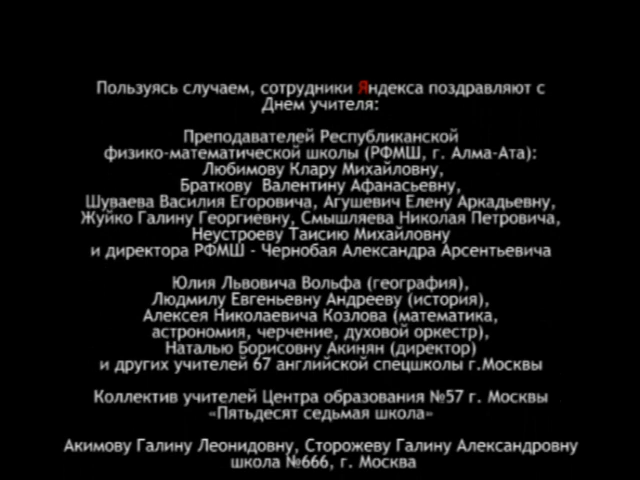 Пользуясь случаем, сотрудники Яндекса поздравляют с
Днем учителя:
Преподавателей Республиканской
физико-математической школы (РФМШ, г. Алма-Ата):
Любимову Клару Михайловну,
Браткову Валентину Афанасьевну,
Шуваева Василия Егоровича, Агушевич Елену Аркадьевну,
Жуйко Галину Георгиевну, Смышляева Николая Петровича,
Неустроеву Таисию Михайловну
и директора РФМШ - Чернобая Александра Арсентьевича
Юлия Львовича Вольфа (география),
Людмилу Евгеньевну Андрееву (история),
Алексея Николаевича Козлова (математика,
астрономия, черчение, духовой оркестр),
Наталью Борисовну Акинян (директор)
и других учителей 67 английской спецшколы г.Москвы
Коллектив учителей Центра образования №57 г. Москвы
«Пятьдесят седьмая школа»
Акимову Галину Леонидовну, Сторожеву Галину Александровну
школа №666, г. Москва